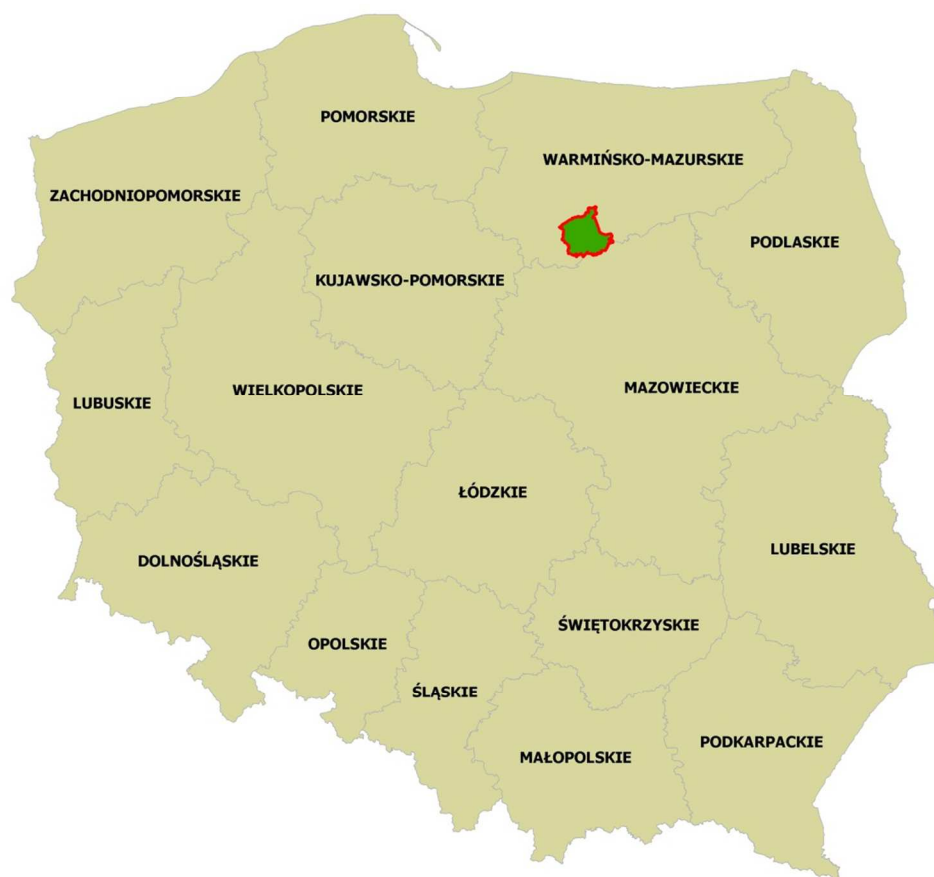 POMORSKIE
WARMIŃSKO-MAZURSKIE
ZACHODNIOPOMORSKIE
PODLASKIE
KUJAWSKO-POMORSKIE
MAZOWIECKIE
WIELKOPOLSKIE
LUBUSKIE
ŁÓDZKIE
LUBELSKIE
DOLNOŚLĄSKIE
ŚWIĘTOKRZYSKIE
OPOLSKIE
ŚLĄSKIE
PODKARPACKIE
MAŁOPOLSKIE